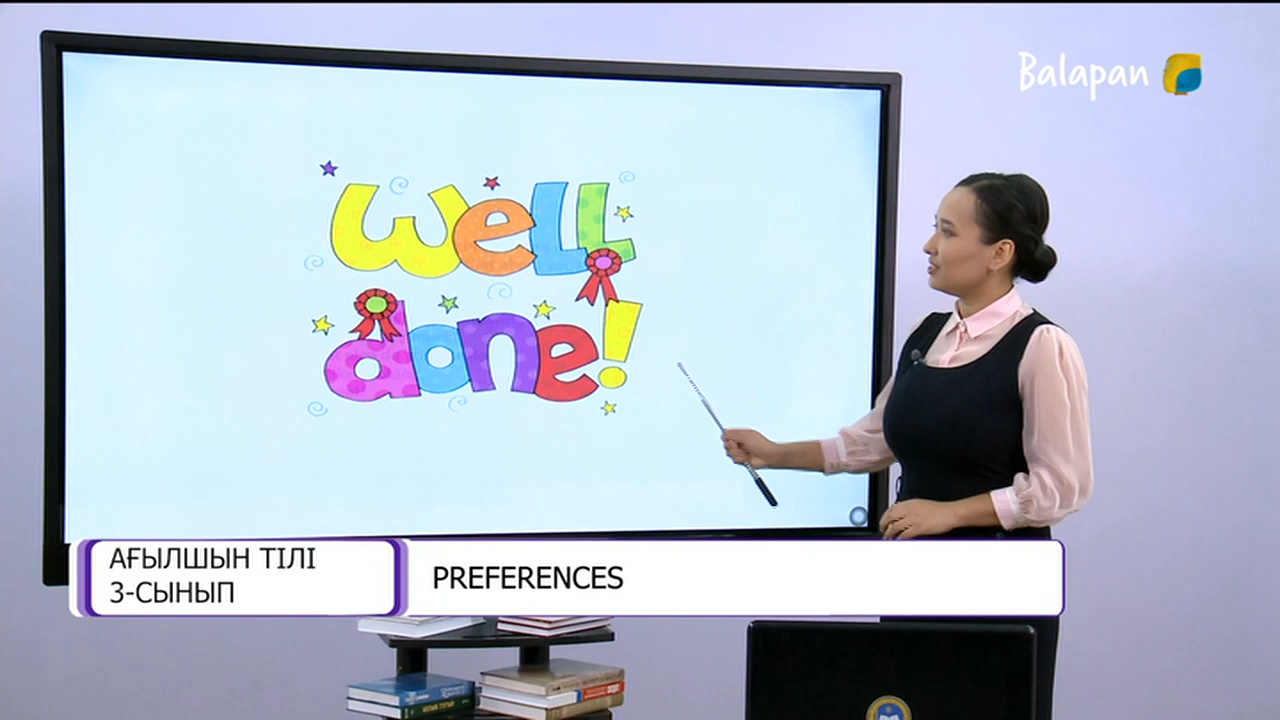 Balapan
well
done!
АҒЫЛШЫН ТІЛІ
3-СЫНЫП
PREFERENCES